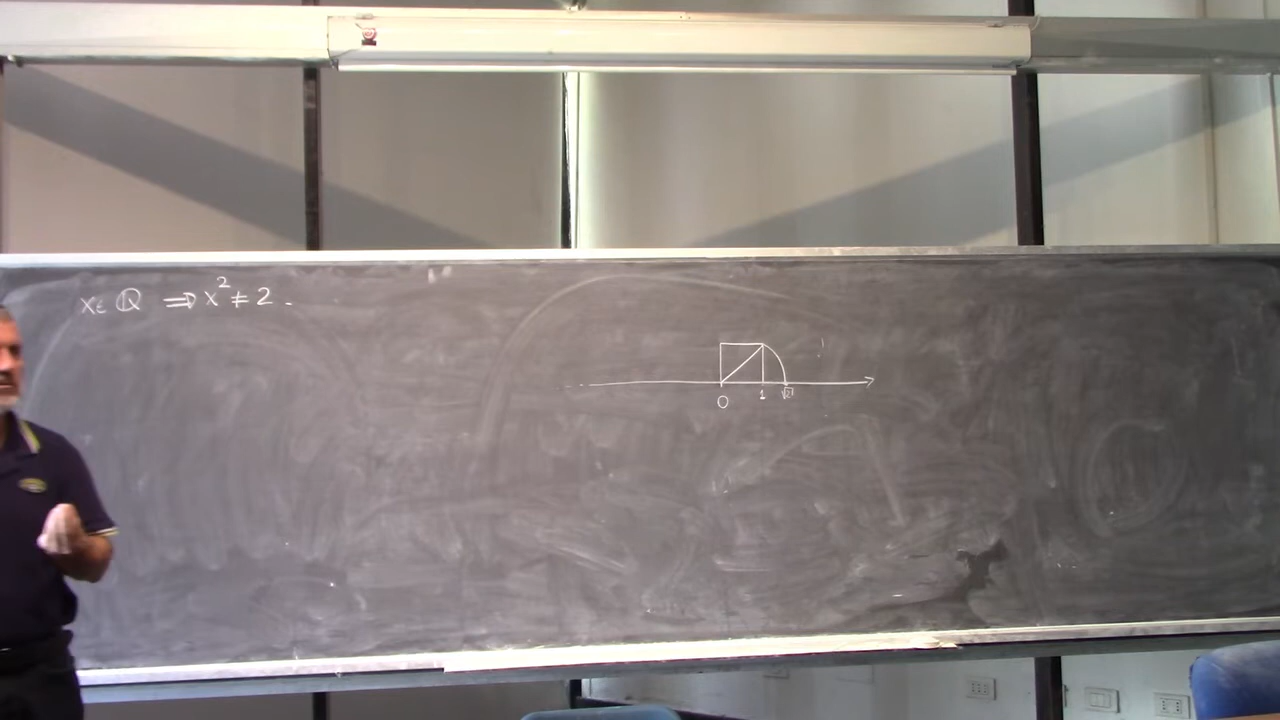 x ∈ ℚ ⇒ x² ≠ 2.
0 1 √2